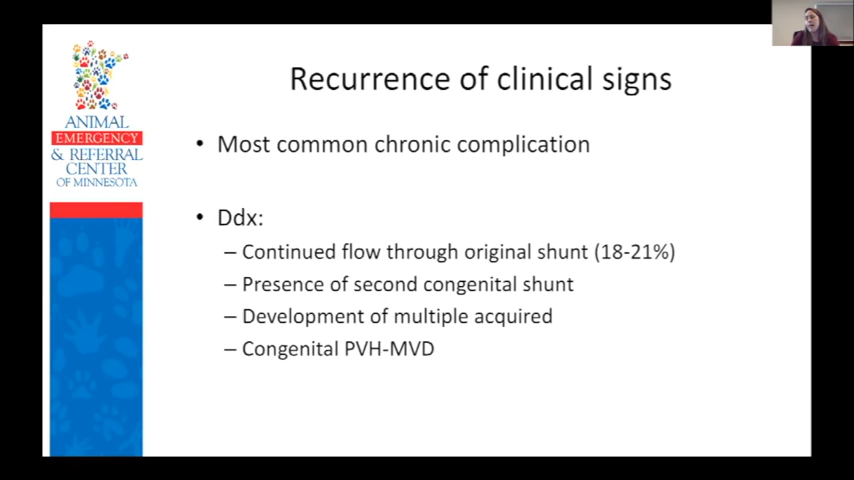 Recurrence of clinical signs
ANIMAL
EMERGENCY
& REFERRAL
CENTER
OF MINNESOTA
• Most common chronic complication
• Ddx:
– Continued flow through original shunt (18-21%)
– Presence of second congenital shunt
– Development of multiple acquired
– Congenital PVH-MVD